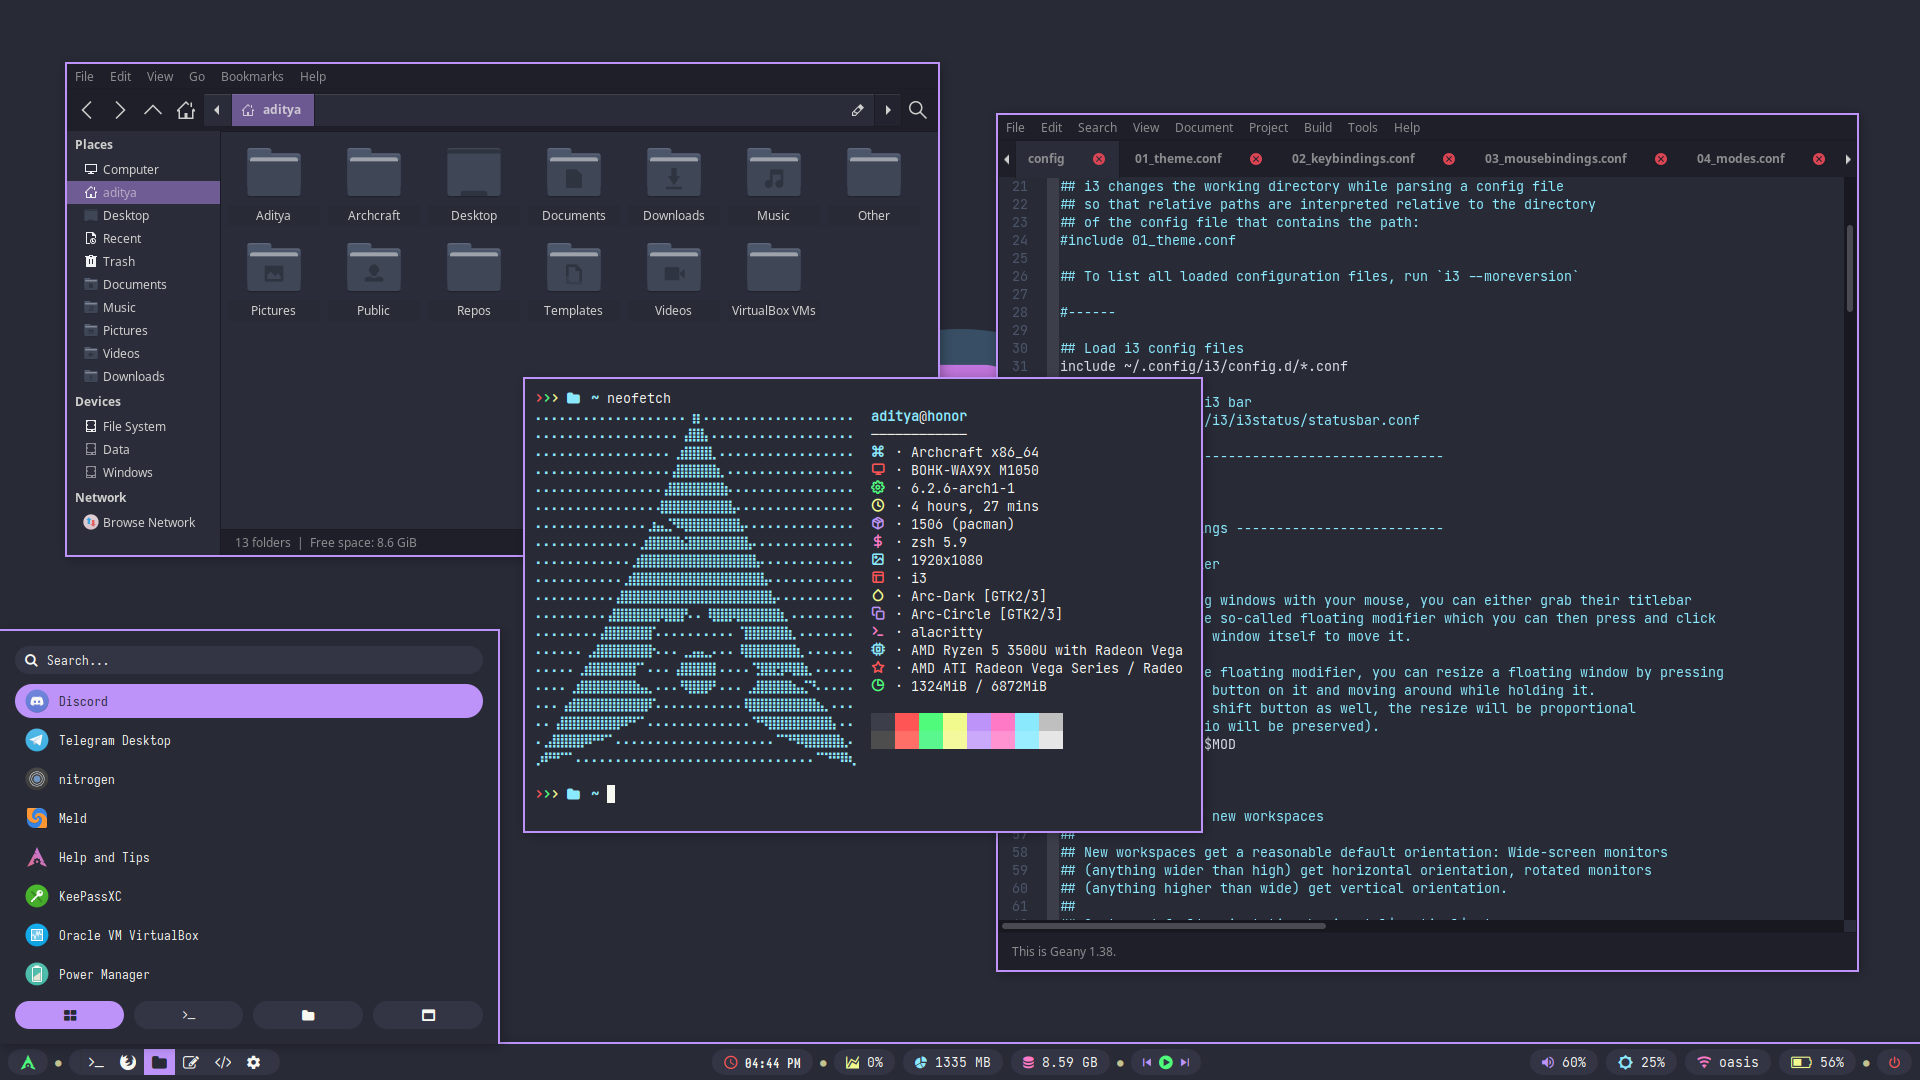 File Edit View Go Bookmarks Help
aditya
Places
Computer
aditya
Desktop
Recent
Trash
Documents
Music
Pictures
Videos
Downloads
Devices
File System
Data
Windows
Network
Browse Network
Aditya Archcraft Desktop Documents Downloads Music Other
Pictures Public Repos Templates Videos VirtualBox VMs
13 folders | Free space: 8.6 GiB
File Edit Search View Document Project Build Tools Help
config 01_theme.conf 02_keybindings.conf 03_mousebindings.conf 04_modes.conf
21 ## i3 changes the working directory while parsing a config file
22 ## so that relative paths are interpreted relative to the directory
23 ## of the config file that contains the path:
24 #include 01_theme.conf
25
26 ## To list all loaded configuration files, run `i3 --moreversion`
27
28 #------
29
30 ## Load i3 config files
31 include ~/.config/i3/config.d/*.conf
i3 bar
/i3/i3status/statusbar.conf
------------------------------
ngs --------------------------
er
g windows with your mouse, you can either grab their titlebar
e so-called floating modifier which you can then press and click
window itself to move it.
e floating modifier, you can resize a floating window by pressing
button on it and moving around while holding it.
shift button as well, the resize will be proportional
io will be preserved).
$MOD
new workspaces
57 ##
58 ## New workspaces get a reasonable default orientation: Wide-screen monitors
59 ## (anything wider than high) get horizontal orientation, rotated monitors
60 ## (anything higher than wide) get vertical orientation.
61 ##
This is Geany 1.38.
>>> ~ neofetch
aditya@honor
· Archcraft x86_64
· BOHK-WAX9X M1050
· 6.2.6-arch1-1
· 4 hours, 27 mins
· 1506 (pacman)
· zsh 5.9
· 1920x1080
· i3
· Arc-Dark [GTK2/3]
· Arc-Circle [GTK2/3]
· alacritty
· AMD Ryzen 5 3500U with Radeon Vega
· AMD ATI Radeon Vega Series / Radeo
· 1324MiB / 6872MiB
>>> ~
Search...
Discord
Telegram Desktop
nitrogen
Meld
Help and Tips
KeePassXC
Oracle VM VirtualBox
Power Manager
04:44 PM 0% 1335 MB 8.59 GB 60% 25% oasis 56%